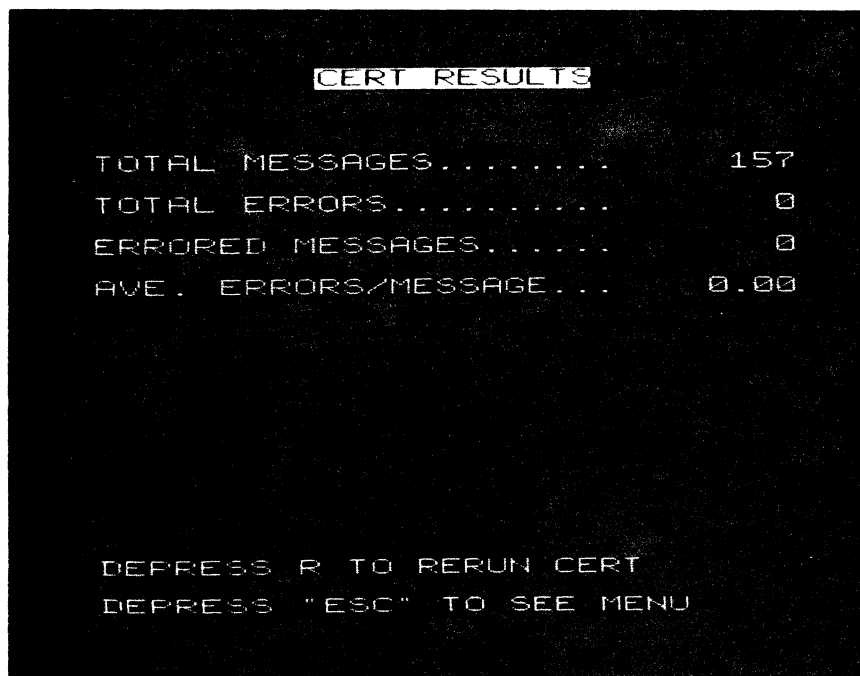 CERT RESULTS
TOTAL MESSAGES........ 157
TOTAL ERRORS.......... 0
ERRORED MESSAGES...... 0
AVE. ERRORS/MESSAGE... 0.00
DEPRESS R TO RERUN CERT
DEPRESS "ESC" TO SEE MENU